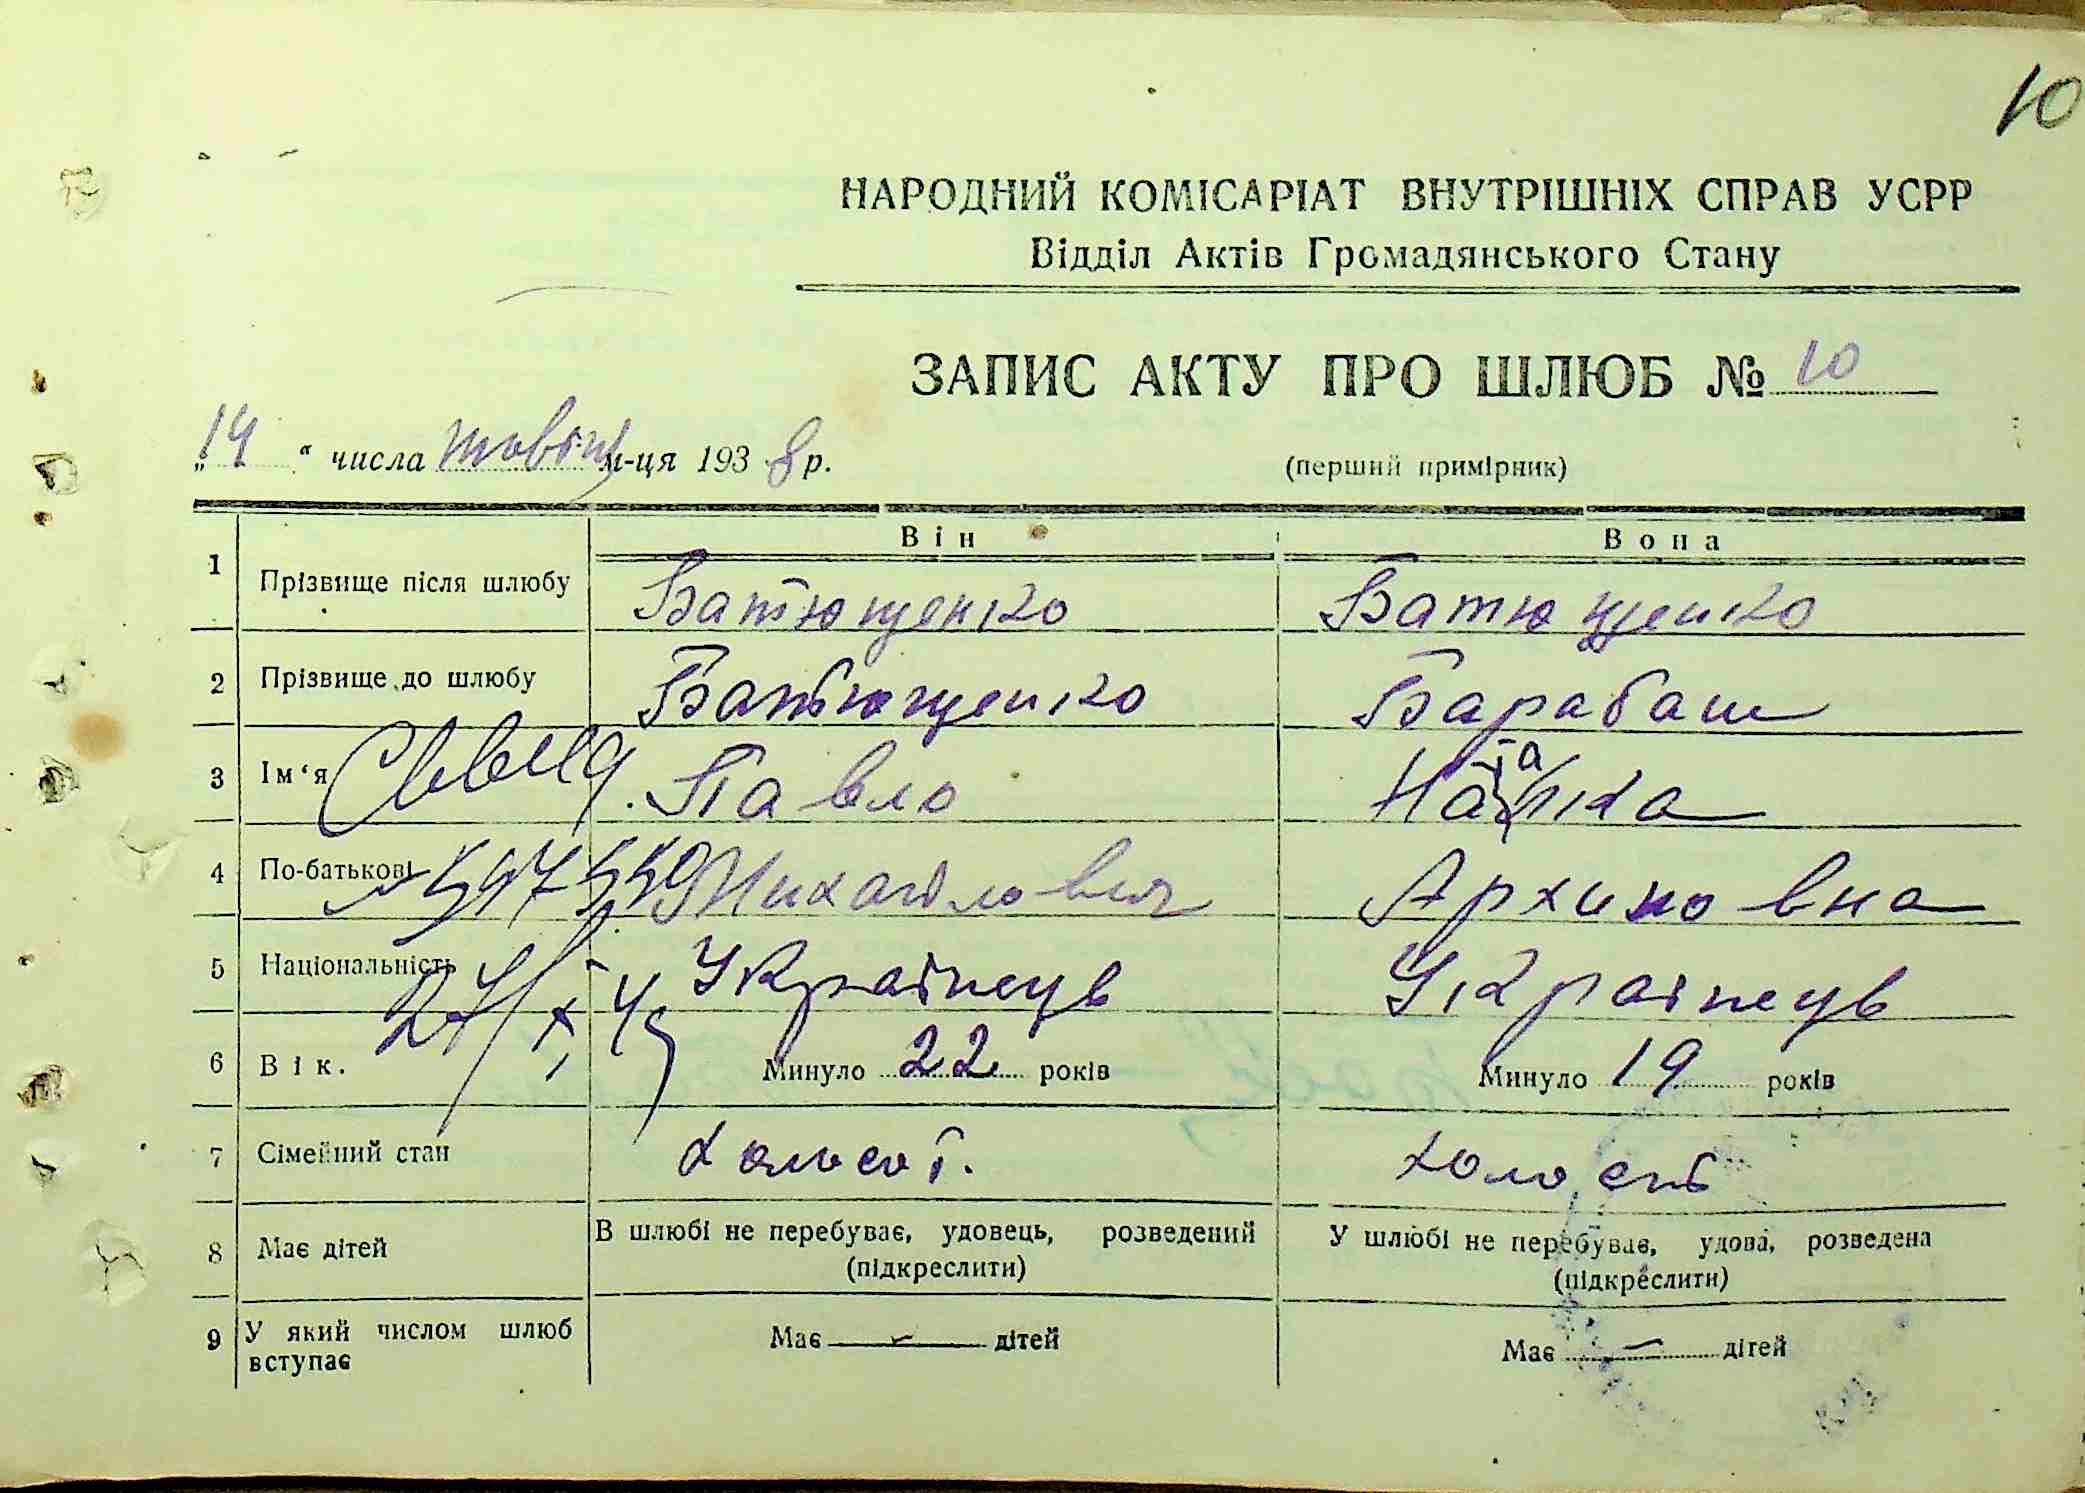 10
НАРОДНИЙ КОМІСАРІАТ ВНУТРІШНІХ СПРАВ УСРР
Відділ Актів Громадянського Стану
ЗАПИС АКТУ ПРО ШЛЮБ № 10
„14“ числа м-ця 1938 р.
(перший примірник)
Він Вона
1 Прізвище після шлюбу Батющенко Батющенко
2 Прізвище до шлюбу Батющенко Барабаш
3 Ім‘я Павло
4 По-батькові Михайлович Архиповна
5 Національність Українець Українець
6 Вік. Минуло 22 років Минуло 19 років
7 Сімейний стан холост. холост
8 Має дітей В шлюбі не перебуває, удовець, розведений (підкреслити) У шлюбі не перебуває, удова, розведена (підкреслити)
9 У який числом шлюб вступає Має — дітей Має — дітей